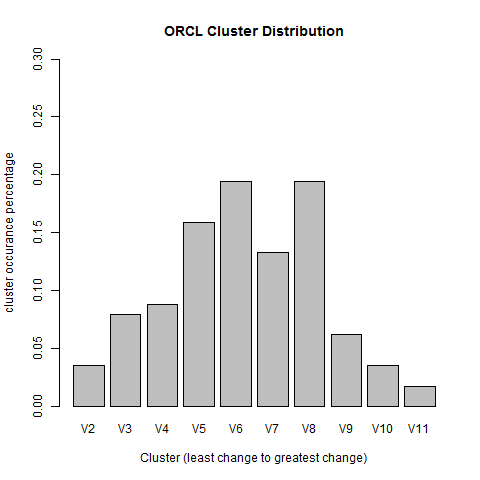 ORCL Cluster Distribution
cluster occurance percentage
0.30
0.25
0.20
0.15
0.10
0.05
0.00
V2 V3 V4 V5 V6 V7 V8 V9 V10 V11
Cluster (least change to greatest change)